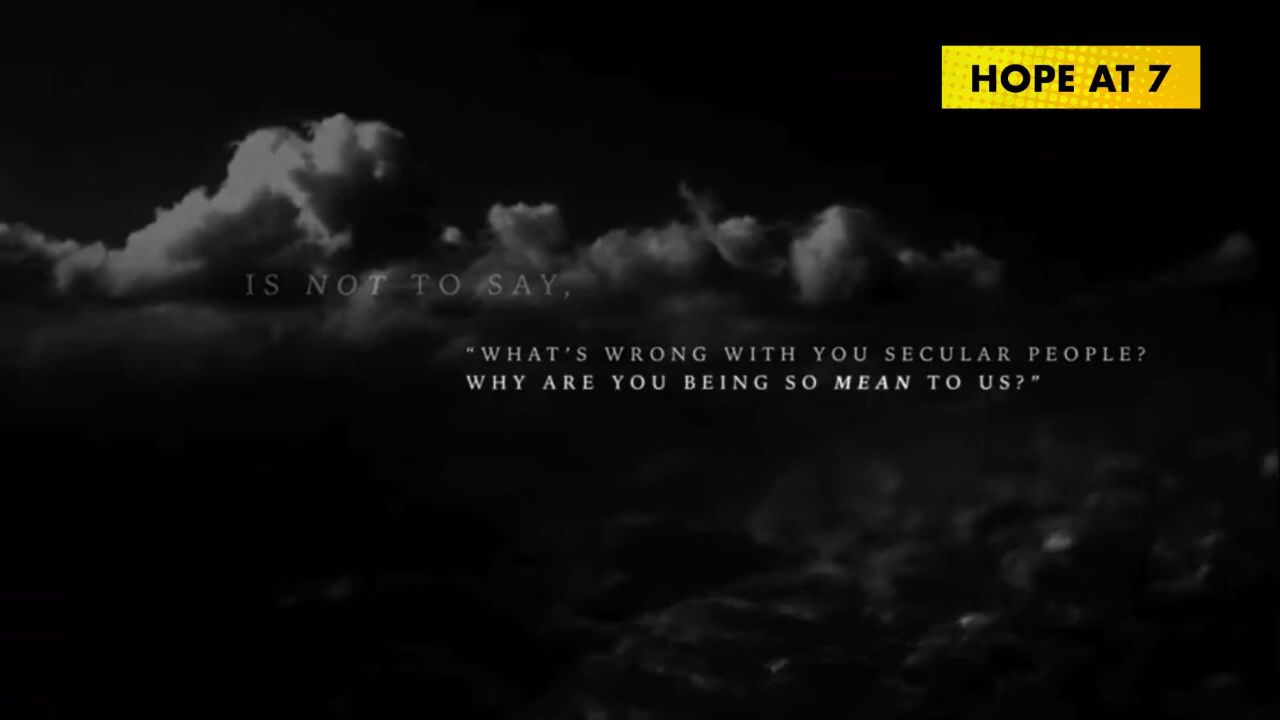 HOPE AT 7
IS NOT TO SAY,
“WHAT’S WRONG WITH YOU SECULAR PEOPLE?
WHY ARE YOU BEING SO MEAN TO US?”